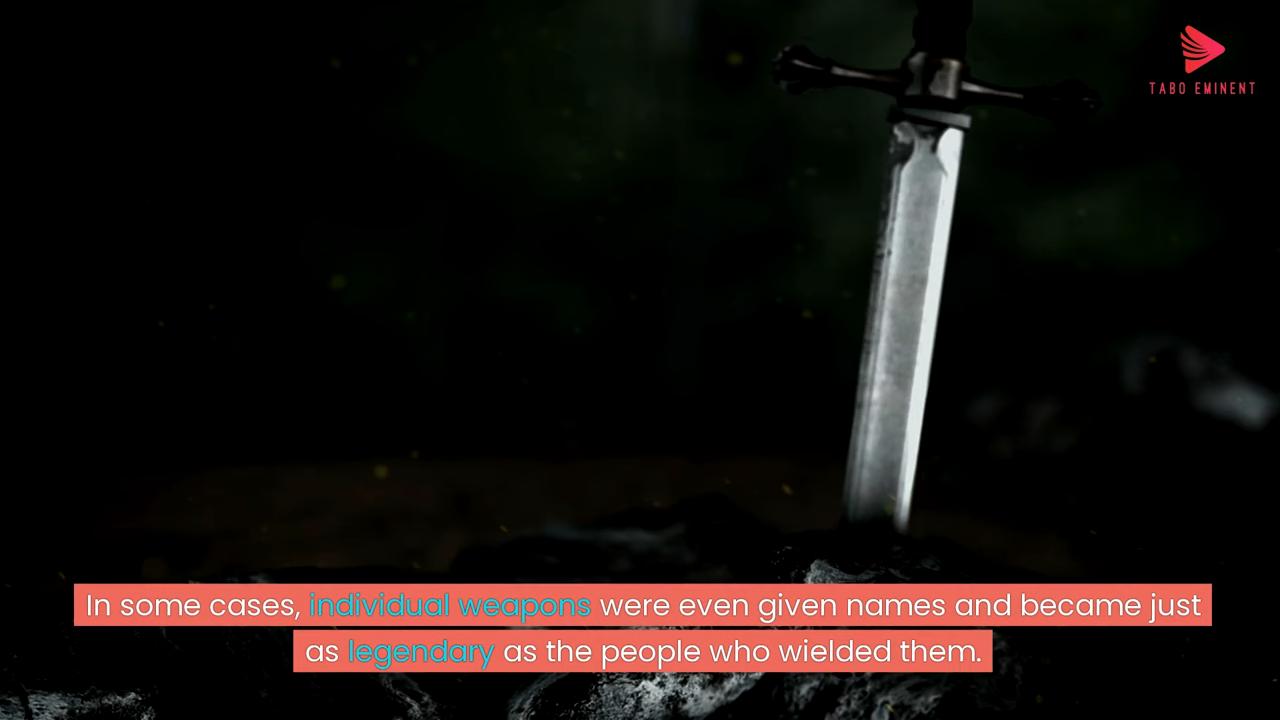 TABO EMINENT
In some cases, individual weapons were even given names and became just
as legendary as the people who wielded them.